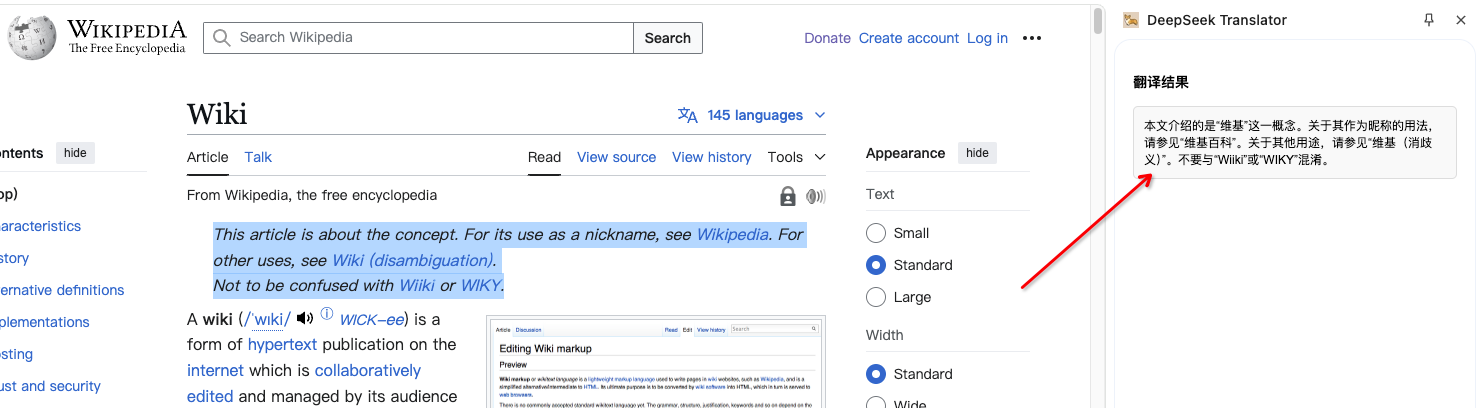 WIKIPEDIA
The Free Encyclopedia
Search Wikipedia
Search
Donate Create account Log in
Wiki
145 languages
Article Talk
Read View source View history Tools
From Wikipedia, the free encyclopedia
This article is about the concept. For its use as a nickname, see Wikipedia. For
other uses, see Wiki (disambiguation).
Not to be confused with Wiiki or WIKY.
A wiki (/ˈwɪki/ WICK-ee) is a
form of hypertext publication on the
internet which is collaboratively
edited and managed by its audience
Article Discussion
Read Edit View history Search
Editing Wiki markup
Preview
Wiki markup or wikitext language is a lightweight markup language used to write pages in wiki websites, such as Wikipedia, and is a
simplified alternative/intermediate to HTML. Its ultimate purpose is to be converted by wiki software into HTML, which in turn is served to
web browsers.
There is no commonly accepted standard wikitext language yet. The grammar, structure, justification, keywords and so on depend on the
ontents hide
op)
aracteristics
story
ernative definitions
plementations
osting
ust and security
Appearance hide
Text
Small
Standard
Large
Width
Standard
Wide
DeepSeek Translator
翻译结果
本文介绍的是“维基”这一概念。关于其作为昵称的用法，
请参见“维基百科”。关于其他用途，请参见“维基（消歧
义）”。不要与“Wiiki”或“WIKY”混淆。